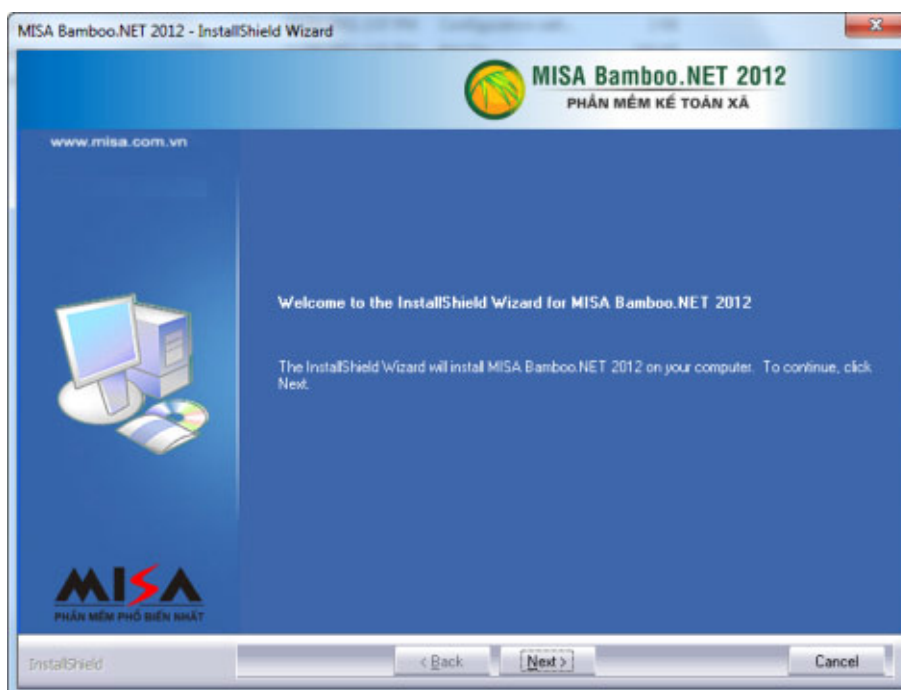 MISA Bamboo.NET 2012 - InstallShield Wizard
MISA Bamboo.NET 2012
PHẦN MỀM KẾ TOÁN XÃ
www.misa.com.vn
Welcome to the InstallShield Wizard for MISA Bamboo.NET 2012
The InstallShield Wizard will install MISA Bamboo.NET 2012 on your computer. To continue, click
Next.
MISA
PHẦN MỀM PHỔ BIẾN NHẤT
InstallShield
< Back
Next >
Cancel